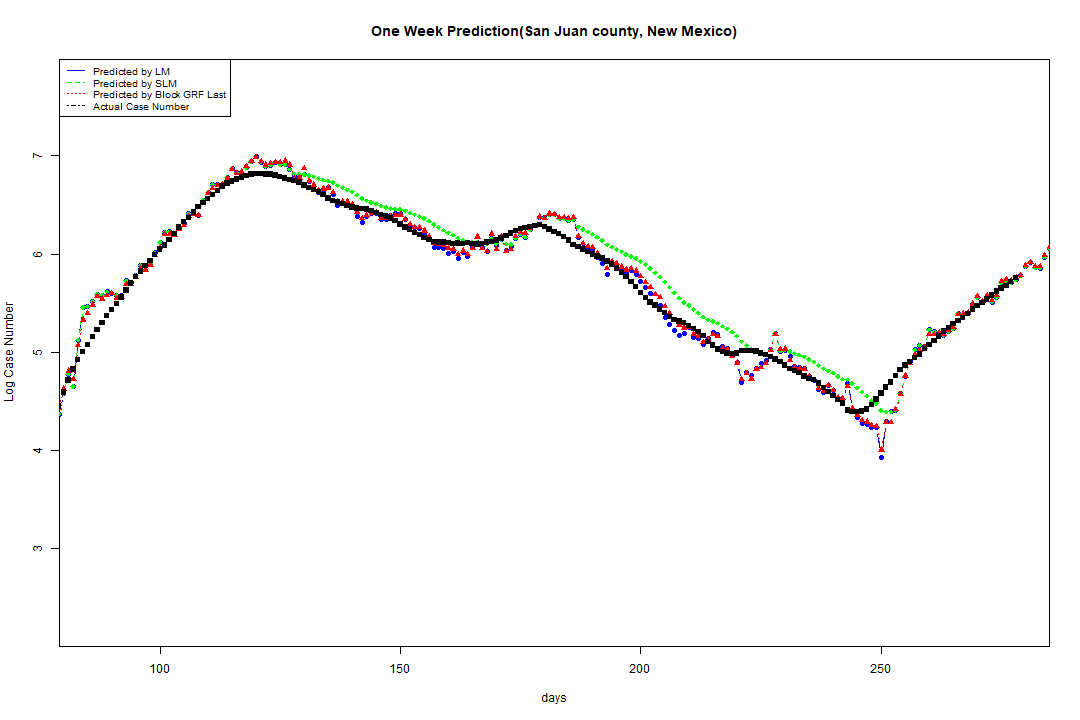 One Week Prediction(San Juan county, New Mexico)
Predicted by LM
Predicted by SLM
Predicted by Block GRF Last
Actual Case Number
7
6
5
4
3
Log Case Number
100 150 200 250
days